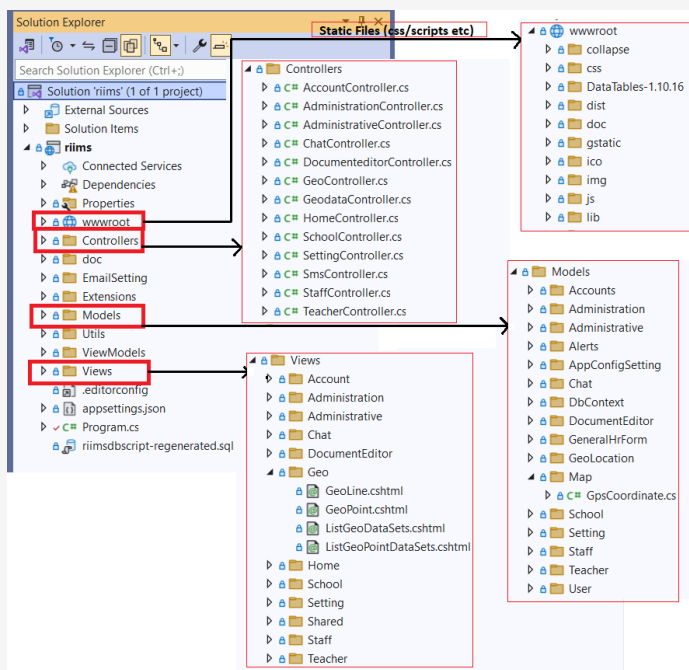 Solution Explorer
Search Solution Explorer (Ctrl+;)
Solution 'riims' (1 of 1 project)
External Sources
Solution Items
riims
Connected Services
Dependencies
Properties
wwwroot
Controllers
doc
EmailSetting
Extensions
Models
Utils
ViewModels
Views
.editorconfig
appsettings.json
C# Program.cs
riimsdbscript-regenerated.sql
Static Files (css/scripts etc)
Controllers
C# AccountController.cs
C# AdministrationController.cs
C# AdministrativeController.cs
C# ChatController.cs
C# DocumenteditorController.cs
C# GeoController.cs
C# GeodataController.cs
C# HomeController.cs
C# SchoolController.cs
C# SettingController.cs
C# SmsController.cs
C# StaffController.cs
C# TeacherController.cs
Views
Account
Administration
Administrative
Chat
DocumentEditor
Geo
GeoLine.cshtml
GeoPoint.cshtml
ListGeoDataSets.cshtml
ListGeoPointDataSets.cshtml
Home
School
Setting
Shared
Staff
Teacher
wwwroot
collapse
css
DataTables-1.10.16
dist
doc
gstatic
ico
img
js
lib
Models
Accounts
Administration
Administrative
Alerts
AppConfigSetting
Chat
DbContext
DocumentEditor
GeneralHrForm
GeoLocation
Map
C# GpsCoordinate.cs
School
Setting
Staff
Teacher
User